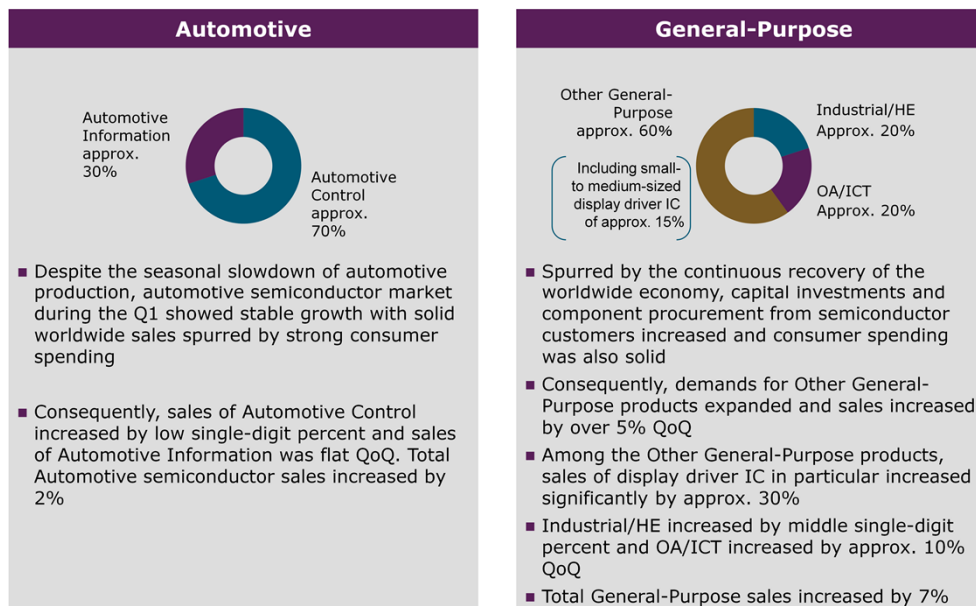 Automotive
Automotive
Information
approx.
30%
Automotive
Control
approx.
70%
■ Despite the seasonal slowdown of automotive
production, automotive semiconductor market
during the Q1 showed stable growth with solid
worldwide sales spurred by strong consumer
spending
■ Consequently, sales of Automotive Control
increased by low single-digit percent and sales
of Automotive Information was flat QoQ. Total
Automotive semiconductor sales increased by
2%
General-Purpose
Other General-
Purpose
approx. 60%
Including small-
to medium-sized
display driver IC
of approx. 15%
Industrial/HE
Approx. 20%
OA/ICT
Approx. 20%
■ Spurred by the continuous recovery of the
worldwide economy, capital investments and
component procurement from semiconductor
customers increased and consumer spending
was also solid
■ Consequently, demands for Other General-
Purpose products expanded and sales increased
by over 5% QoQ
■ Among the Other General-Purpose products,
sales of display driver IC in particular increased
significantly by approx. 30%
■ Industrial/HE increased by middle single-digit
percent and OA/ICT increased by approx. 10%
QoQ
■ Total General-Purpose sales increased by 7%